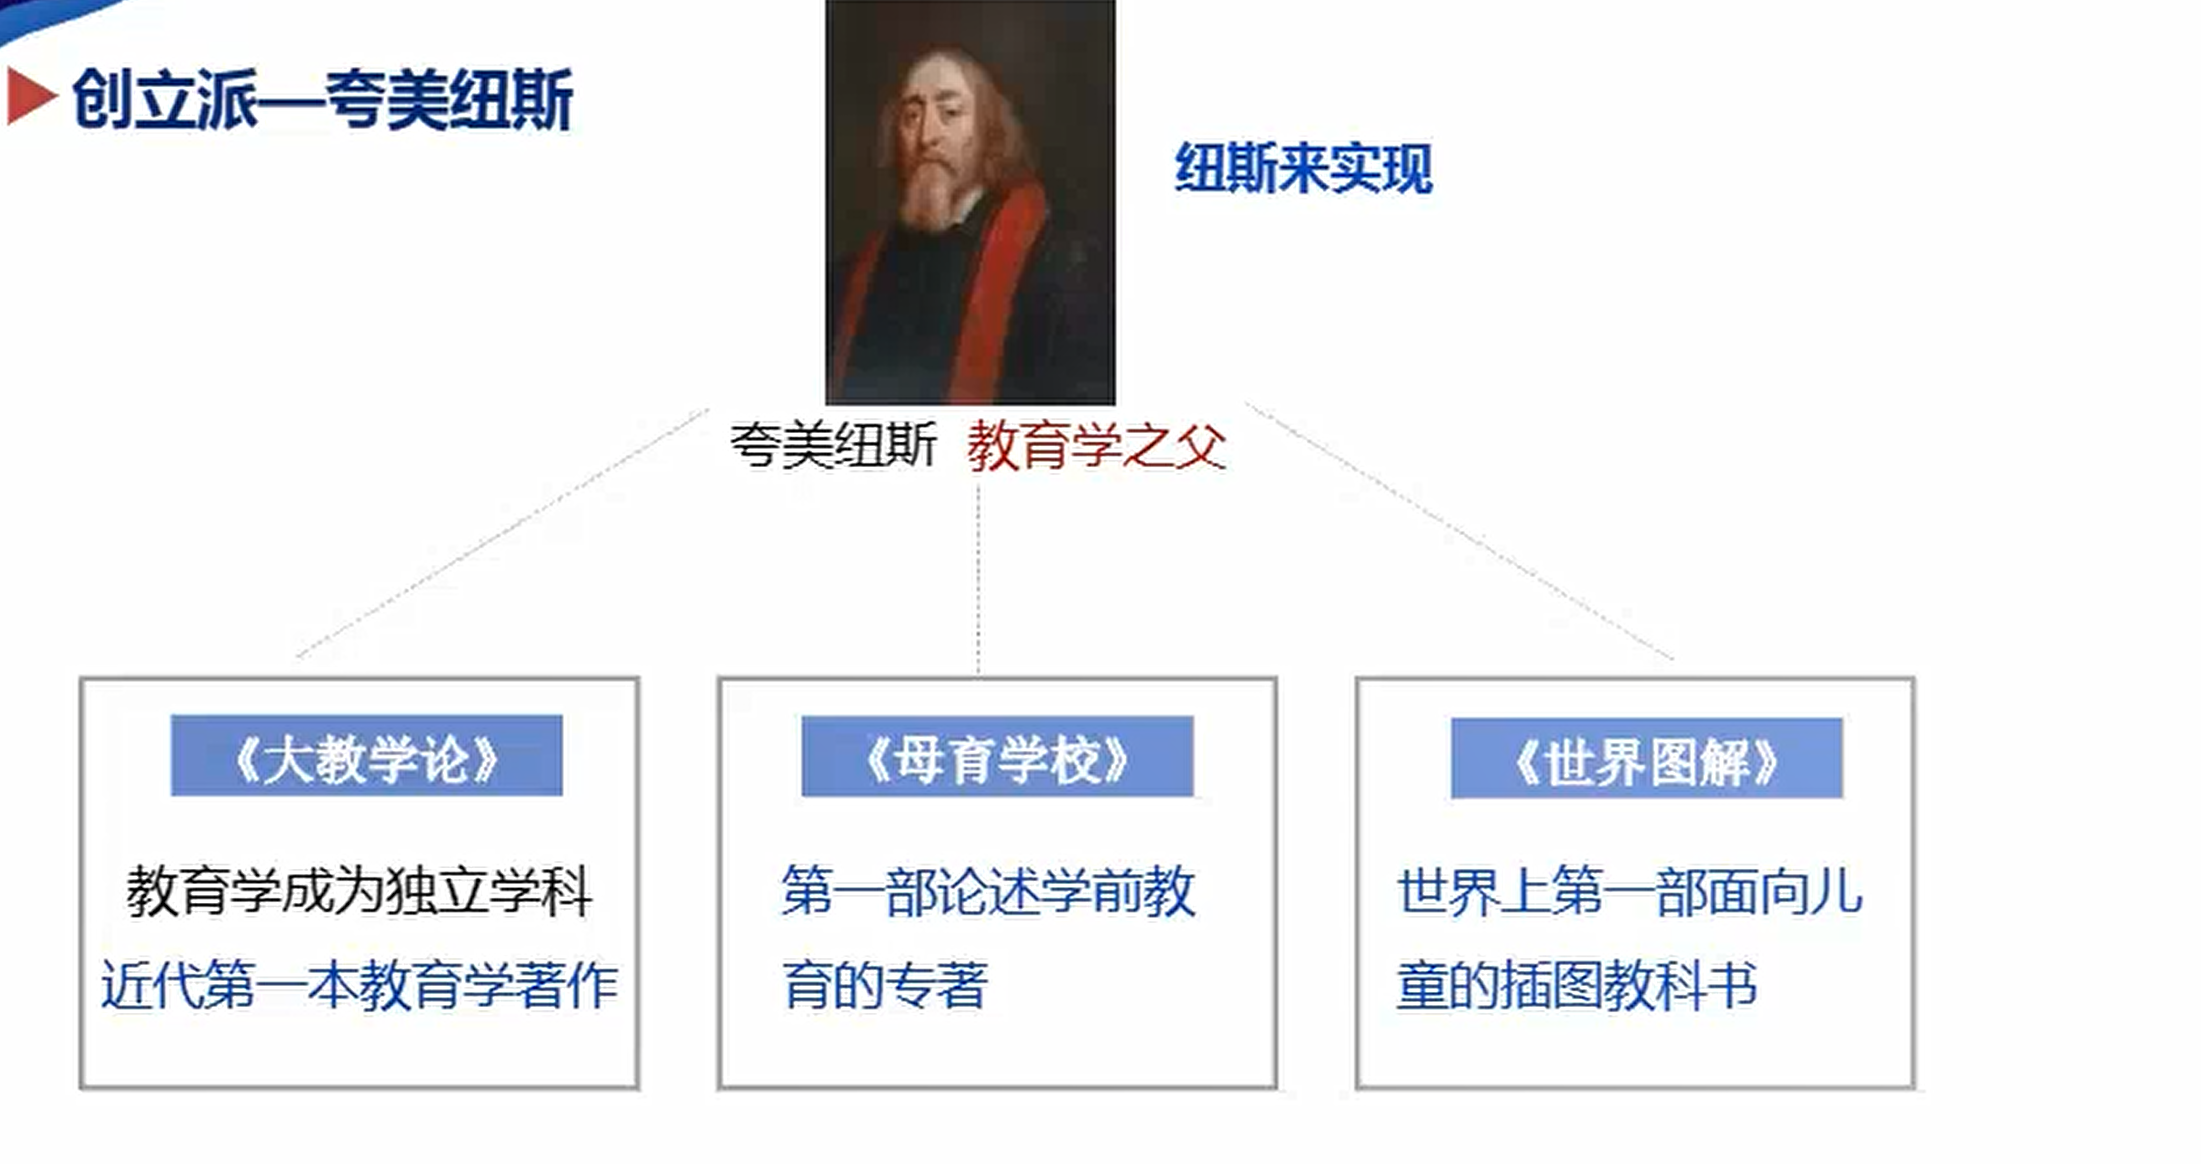 创立派—夸美纽斯
纽斯来实现
夸美纽斯 教育学之父
《大教学论》
教育学成为独立学科
近代第一本教育学著作
《母育学校》
第一部论述学前教
育的专著
《世界图解》
世界上第一部面向儿
童的插图教科书